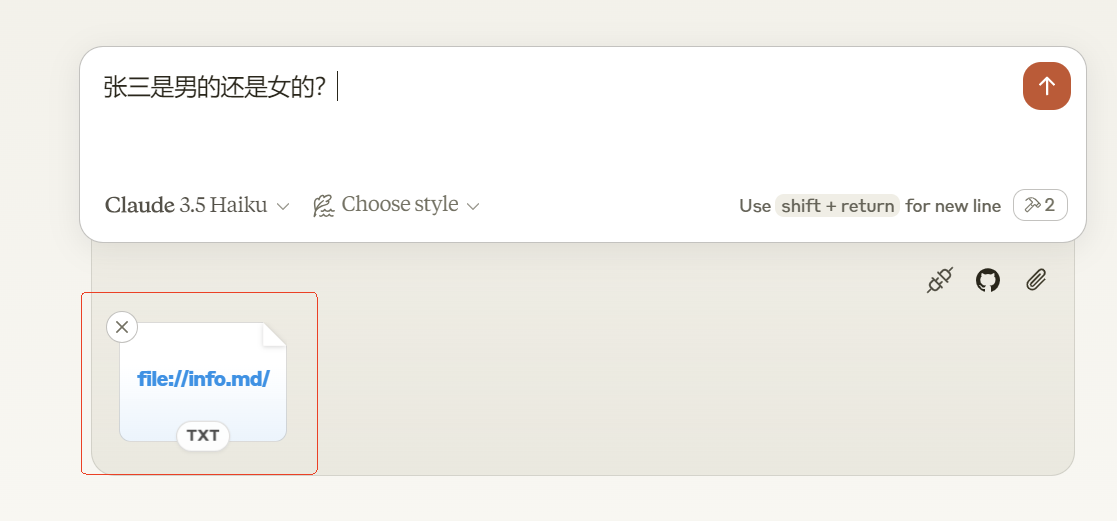 张三是男的还是女的？
Claude 3.5 Haiku
Choose style
Use shift + return for new line
2
file://info.md/
TXT